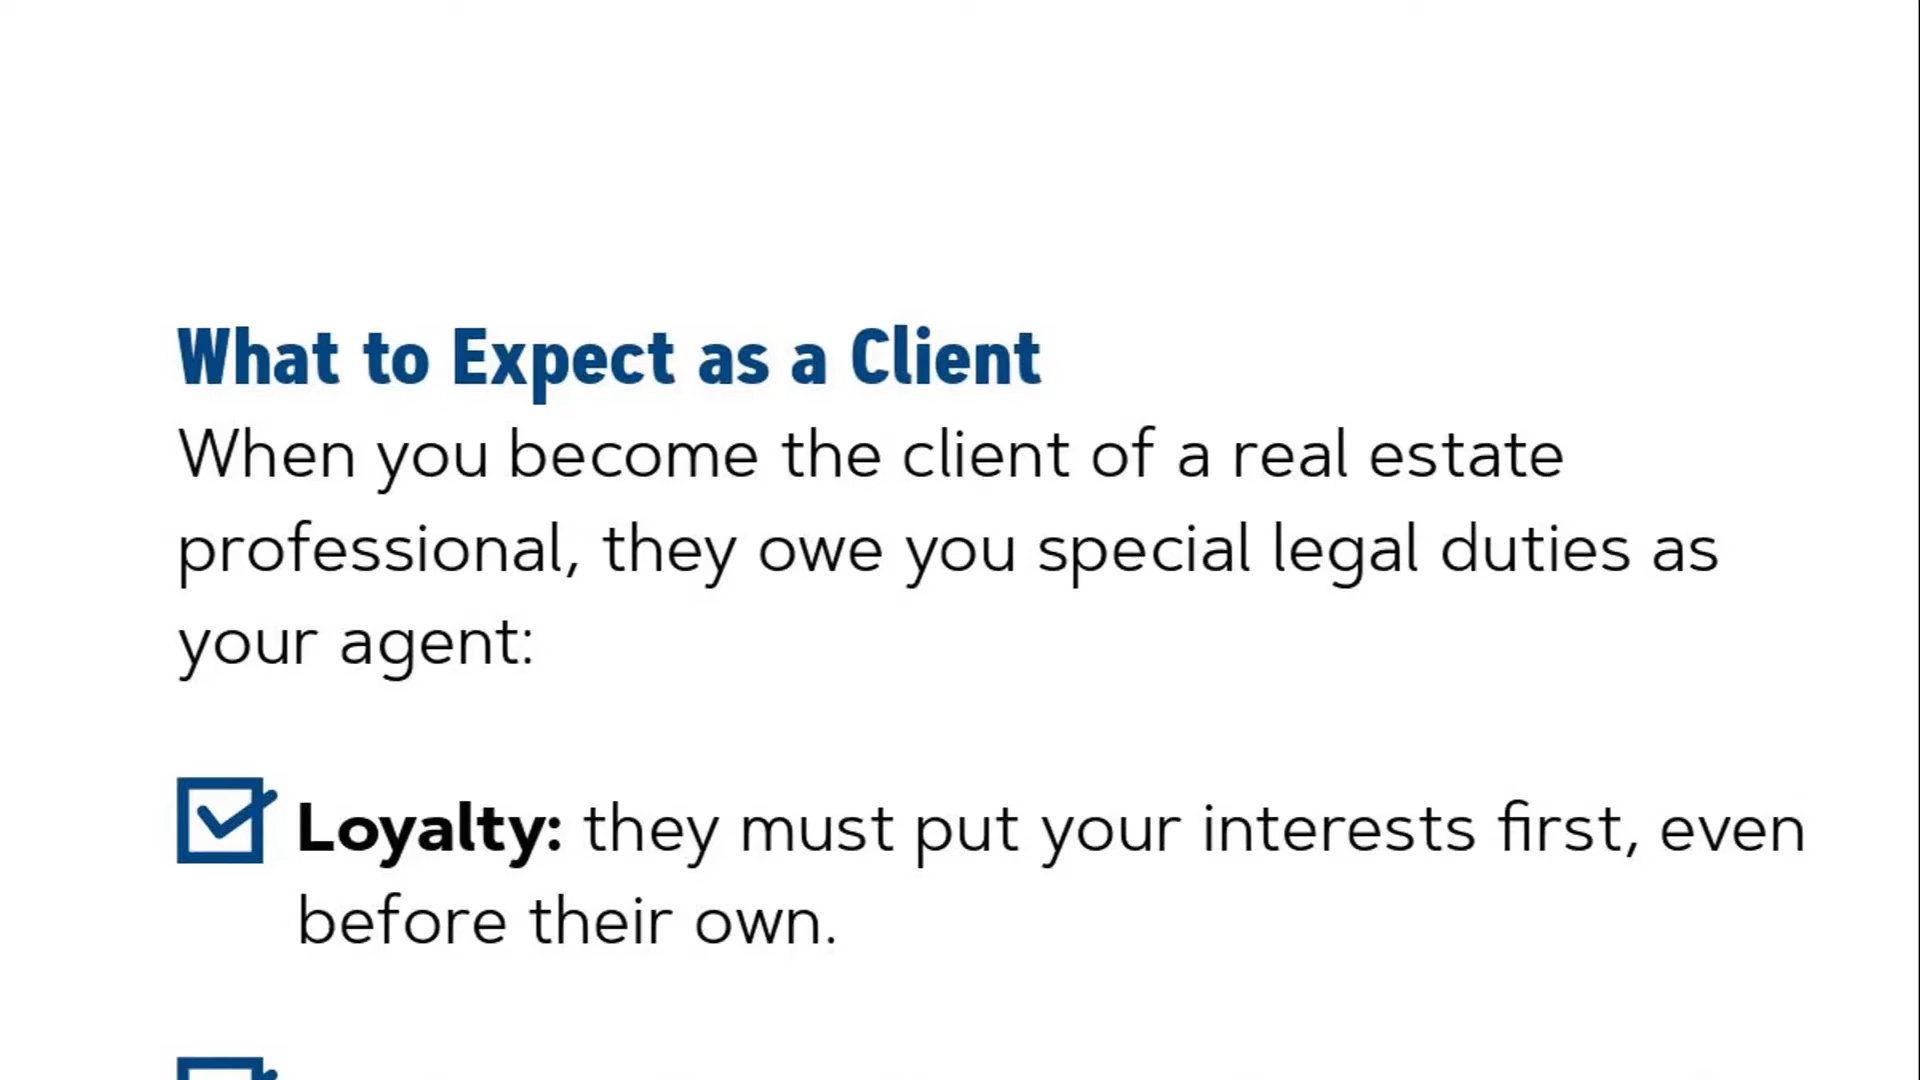 What to Expect as a Client
When you become the client of a real estate
professional, they owe you special legal duties as
your agent:
Loyalty: they must put your interests first, even
before their own.